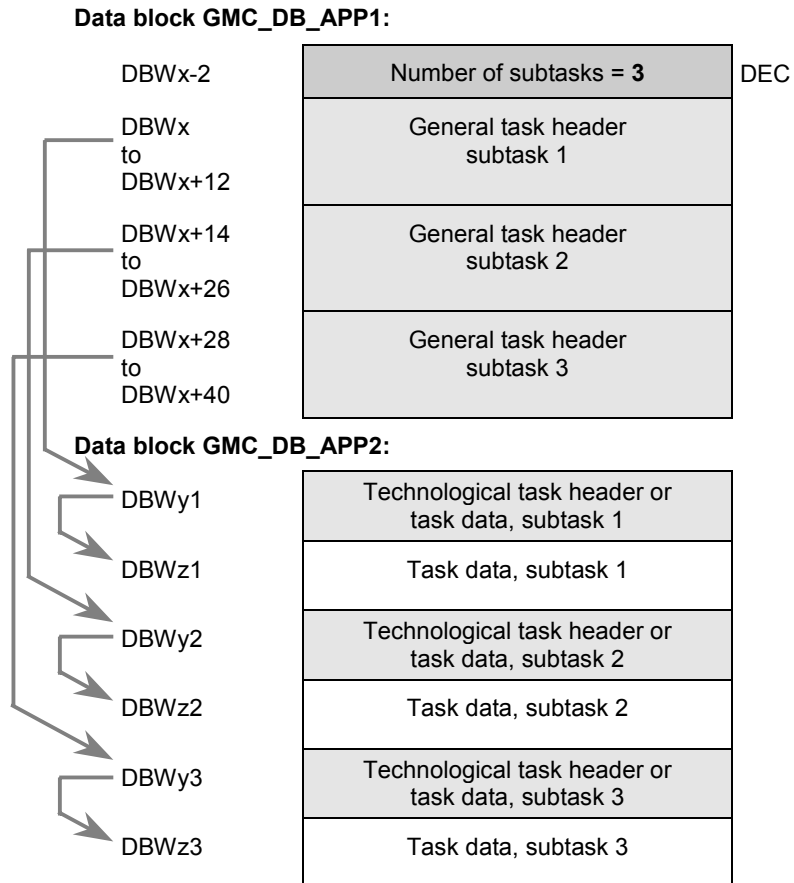 Data block GMC_DB_APP1:
DBWx-2
Number of subtasks = 3
DEC
DBWx
to
DBWx+12
General task header
subtask 1
DBWx+14
to
DBWx+26
General task header
subtask 2
DBWx+28
to
DBWx+40
General task header
subtask 3
Data block GMC_DB_APP2:
DBWy1
Technological task header or
task data, subtask 1
DBWz1
Task data, subtask 1
DBWy2
Technological task header or
task data, subtask 2
DBWz2
Task data, subtask 2
DBWy3
Technological task header or
task data, subtask 3
DBWz3
Task data, subtask 3